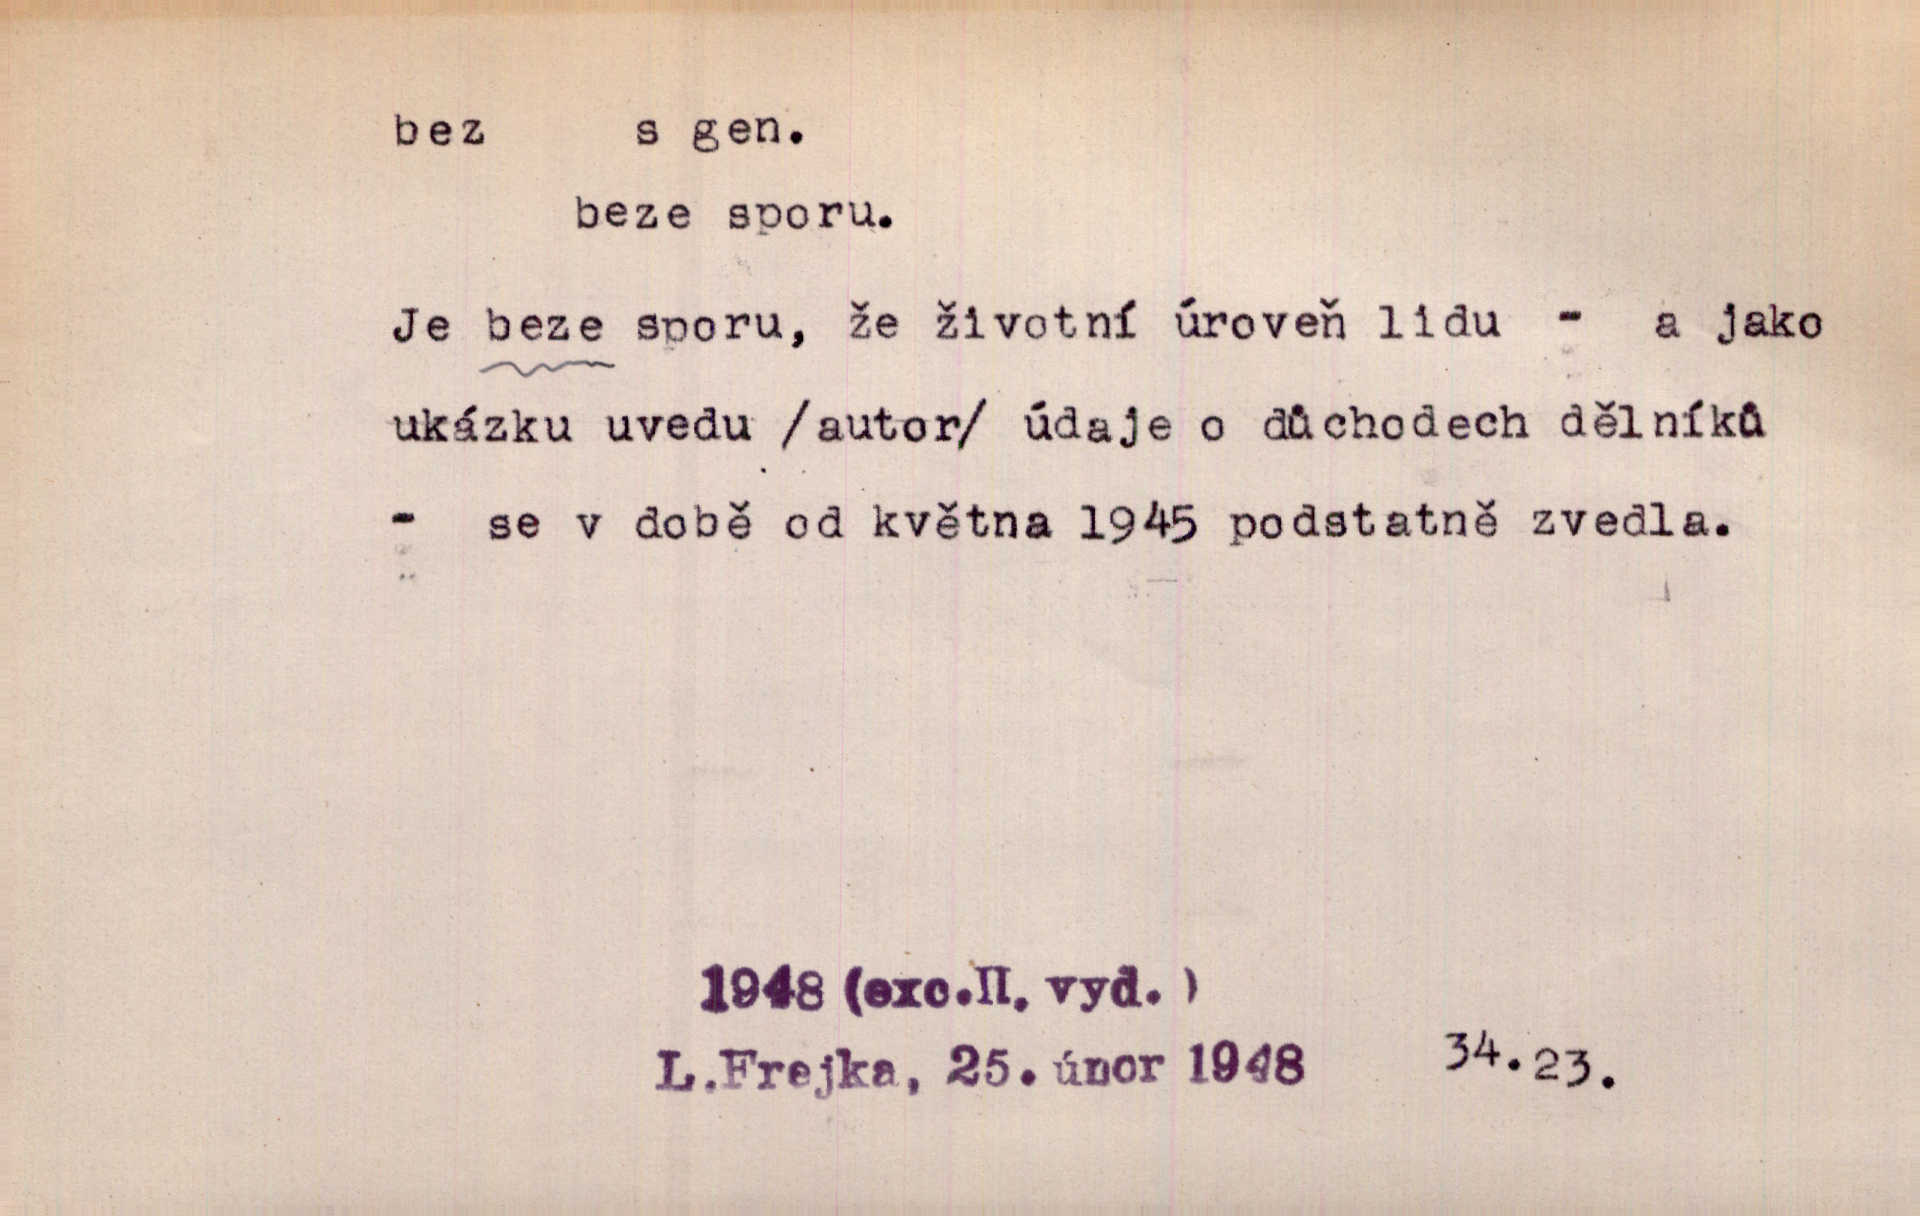 bez s gen.
beze sporu.
Je beze sporu, že životní úroveň lidu - a jako
ukázku uvedu /autor/ údaje o důchodech dělníků
- se v době od května 1945 podstatně zvedla.
1948 (exc.II. vyd. )
L.Frejka, 25. únor 1948 34.23.